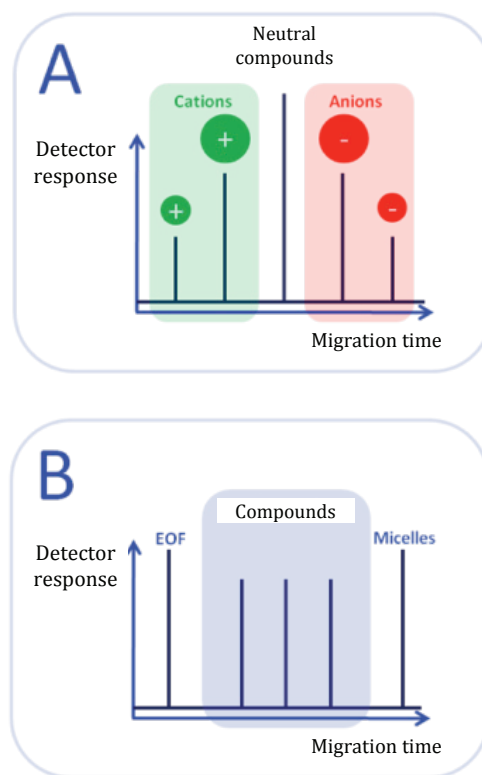 A
Neutral
compounds
Cations
Anions
Detector
response
+
+
-
-
Migration time
B
Compounds
EOF
Micelles
Detector
response
Migration time